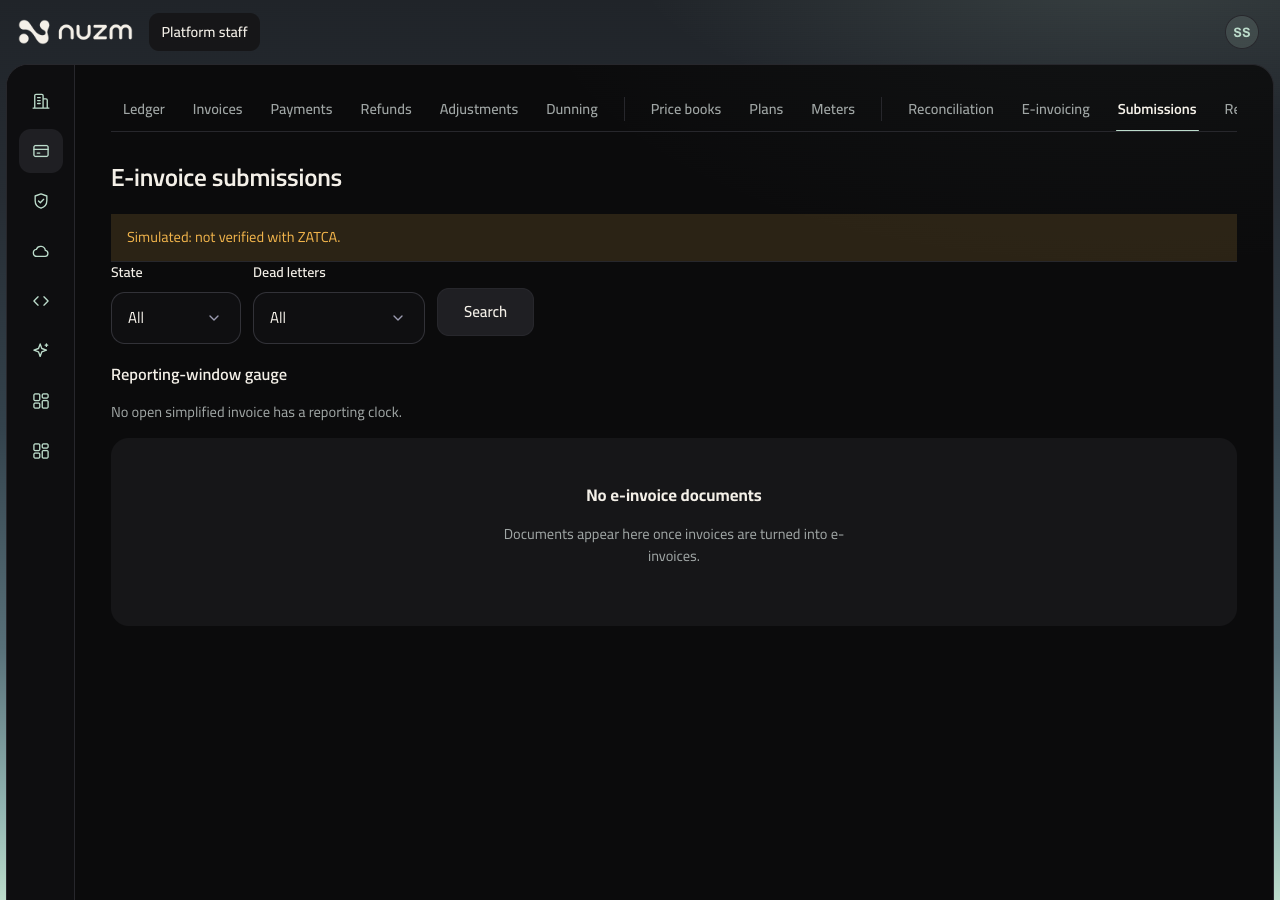 nuzm
Platform staff
SS
Ledger Invoices Payments Refunds Adjustments Dunning Price books Plans Meters Reconciliation E-invoicing Submissions
E-invoice submissions
Simulated: not verified with ZATCA.
State Dead letters
All All Search
Reporting-window gauge
No open simplified invoice has a reporting clock.
No e-invoice documents
Documents appear here once invoices are turned into e-
invoices.